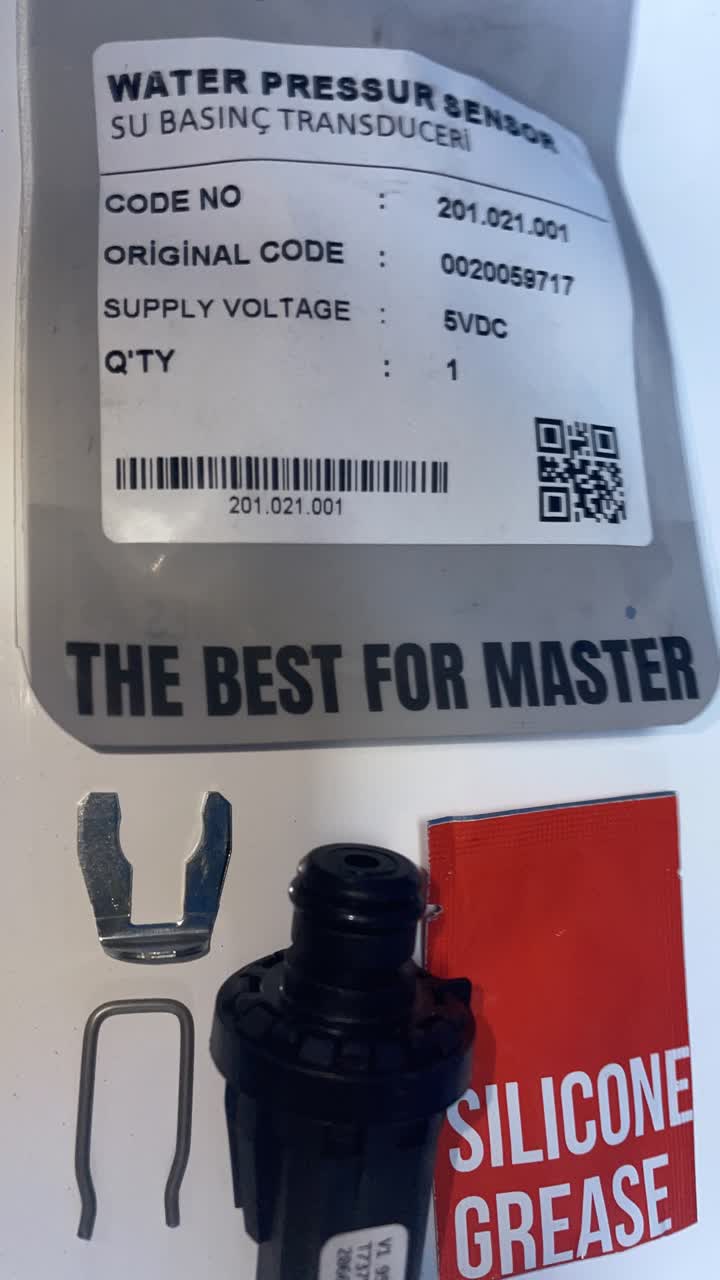 WATER PRESSUR SENSOR
SU BASINÇ TRANSDUCERİ
CODE NO : 201.021.001
ORİGİNAL CODE : 0020059717
SUPPLY VOLTAGE : 5VDC
Q'TY : 1
201.021.001
THE BEST FOR MASTER
SILICONE
GREASE